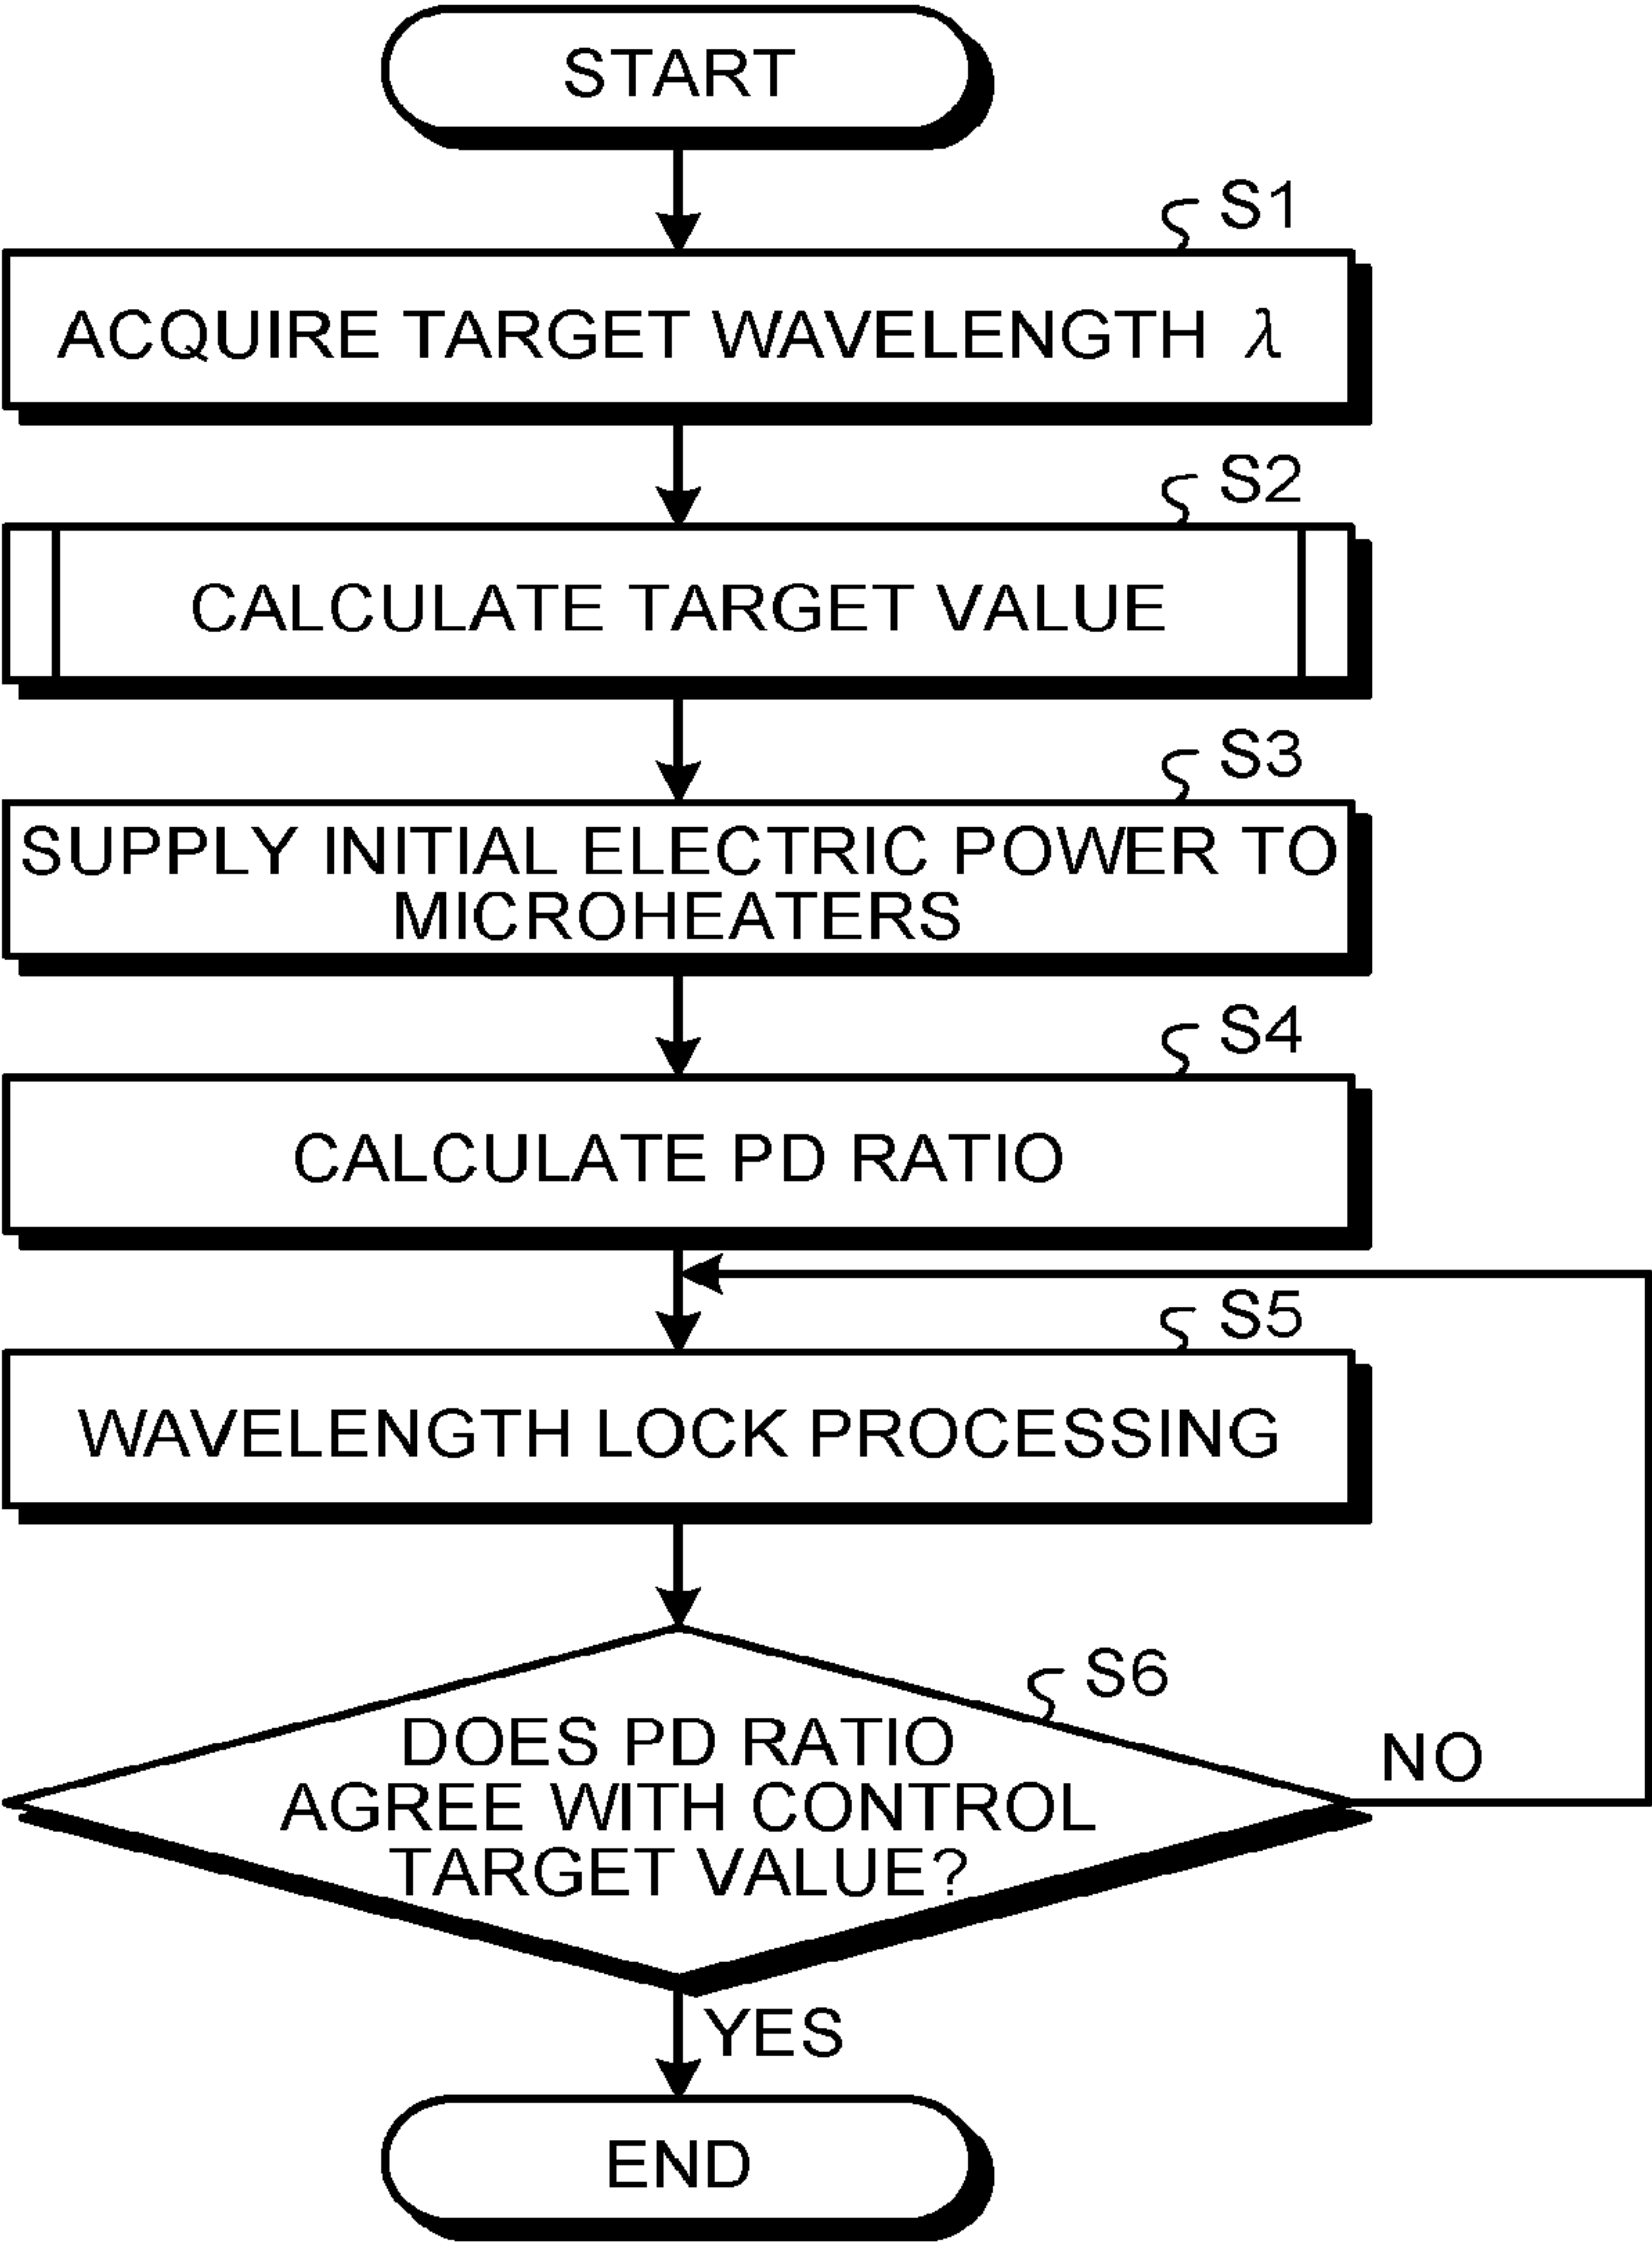 START
S1
ACQUIRE TARGET WAVELENGTH λ
S2
CALCULATE TARGET VALUE
S3
SUPPLY INITIAL ELECTRIC POWER TO
MICROHEATERS
S4
CALCULATE PD RATIO
S5
WAVELENGTH LOCK PROCESSING
S6
DOES PD RATIO
AGREE WITH CONTROL
TARGET VALUE?
NO
YES
END